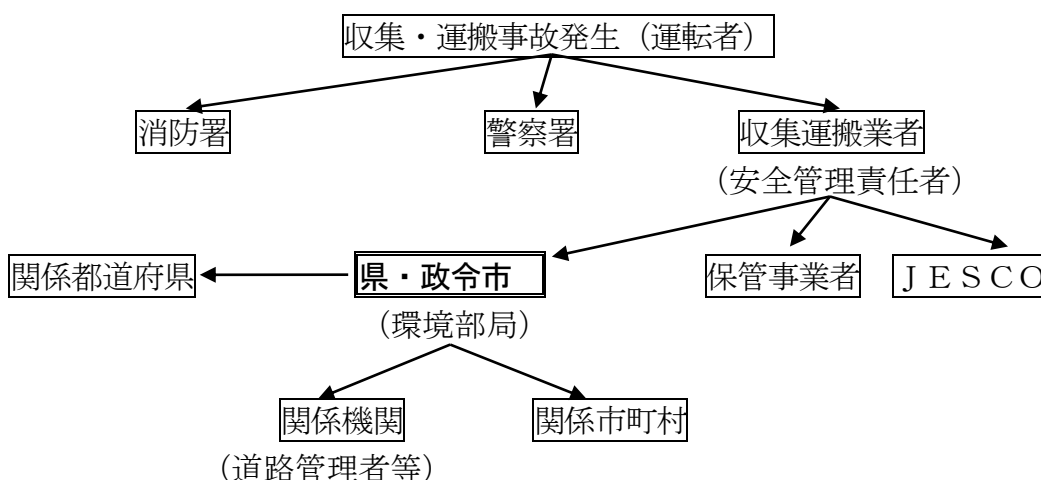 収集・運搬事故発生（運転者）
消防署
警察署
収集運搬業者
（安全管理責任者）
関係都道府県
県・政令市
保管事業者
ＪＥＳＣＯ
（環境部局）
関係機関
関係市町村
（道路管理者等）